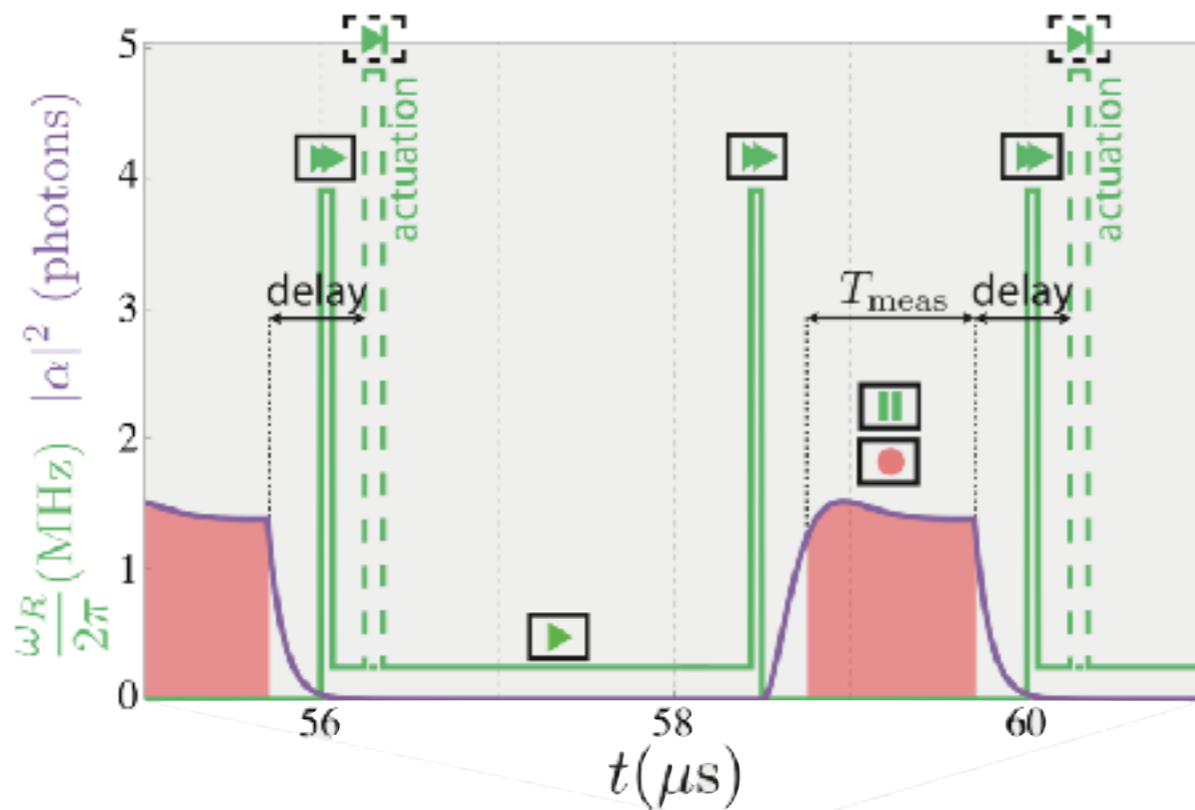 5
4
3
2
1
0
|α|² (photons)
ω_R/2π (MHz)
actuation
actuation
delay
T_meas
delay
56
58
60
t(μs)